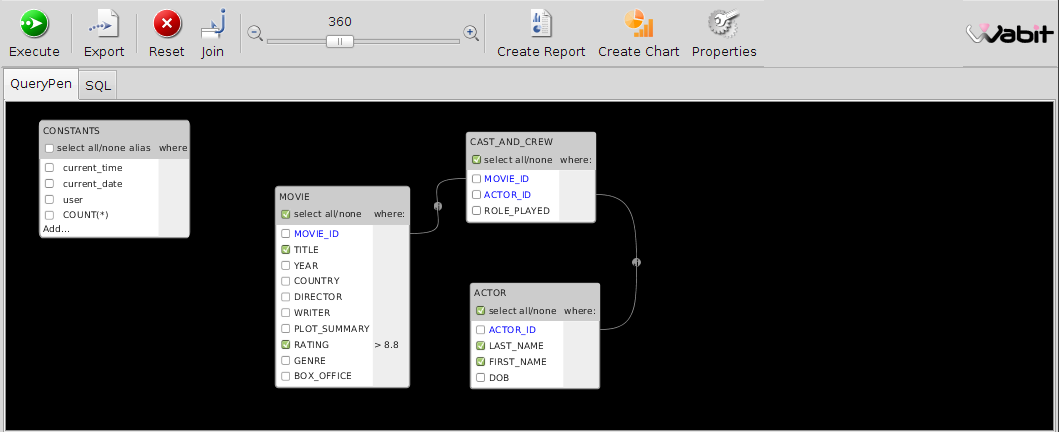 360
Execute Export Reset Join Create Report Create Chart Properties Wabit
QueryPen SQL
CONSTANTS
select all/none alias where
current_time
current_date
user
COUNT(*)
Add...
MOVIE
select all/none where:
MOVIE_ID
TITLE
YEAR
COUNTRY
DIRECTOR
WRITER
PLOT_SUMMARY
RATING > 8.8
GENRE
BOX_OFFICE
CAST_AND_CREW
select all/none where:
MOVIE_ID
ACTOR_ID
ROLE_PLAYED
ACTOR
select all/none where:
ACTOR_ID
LAST_NAME
FIRST_NAME
DOB